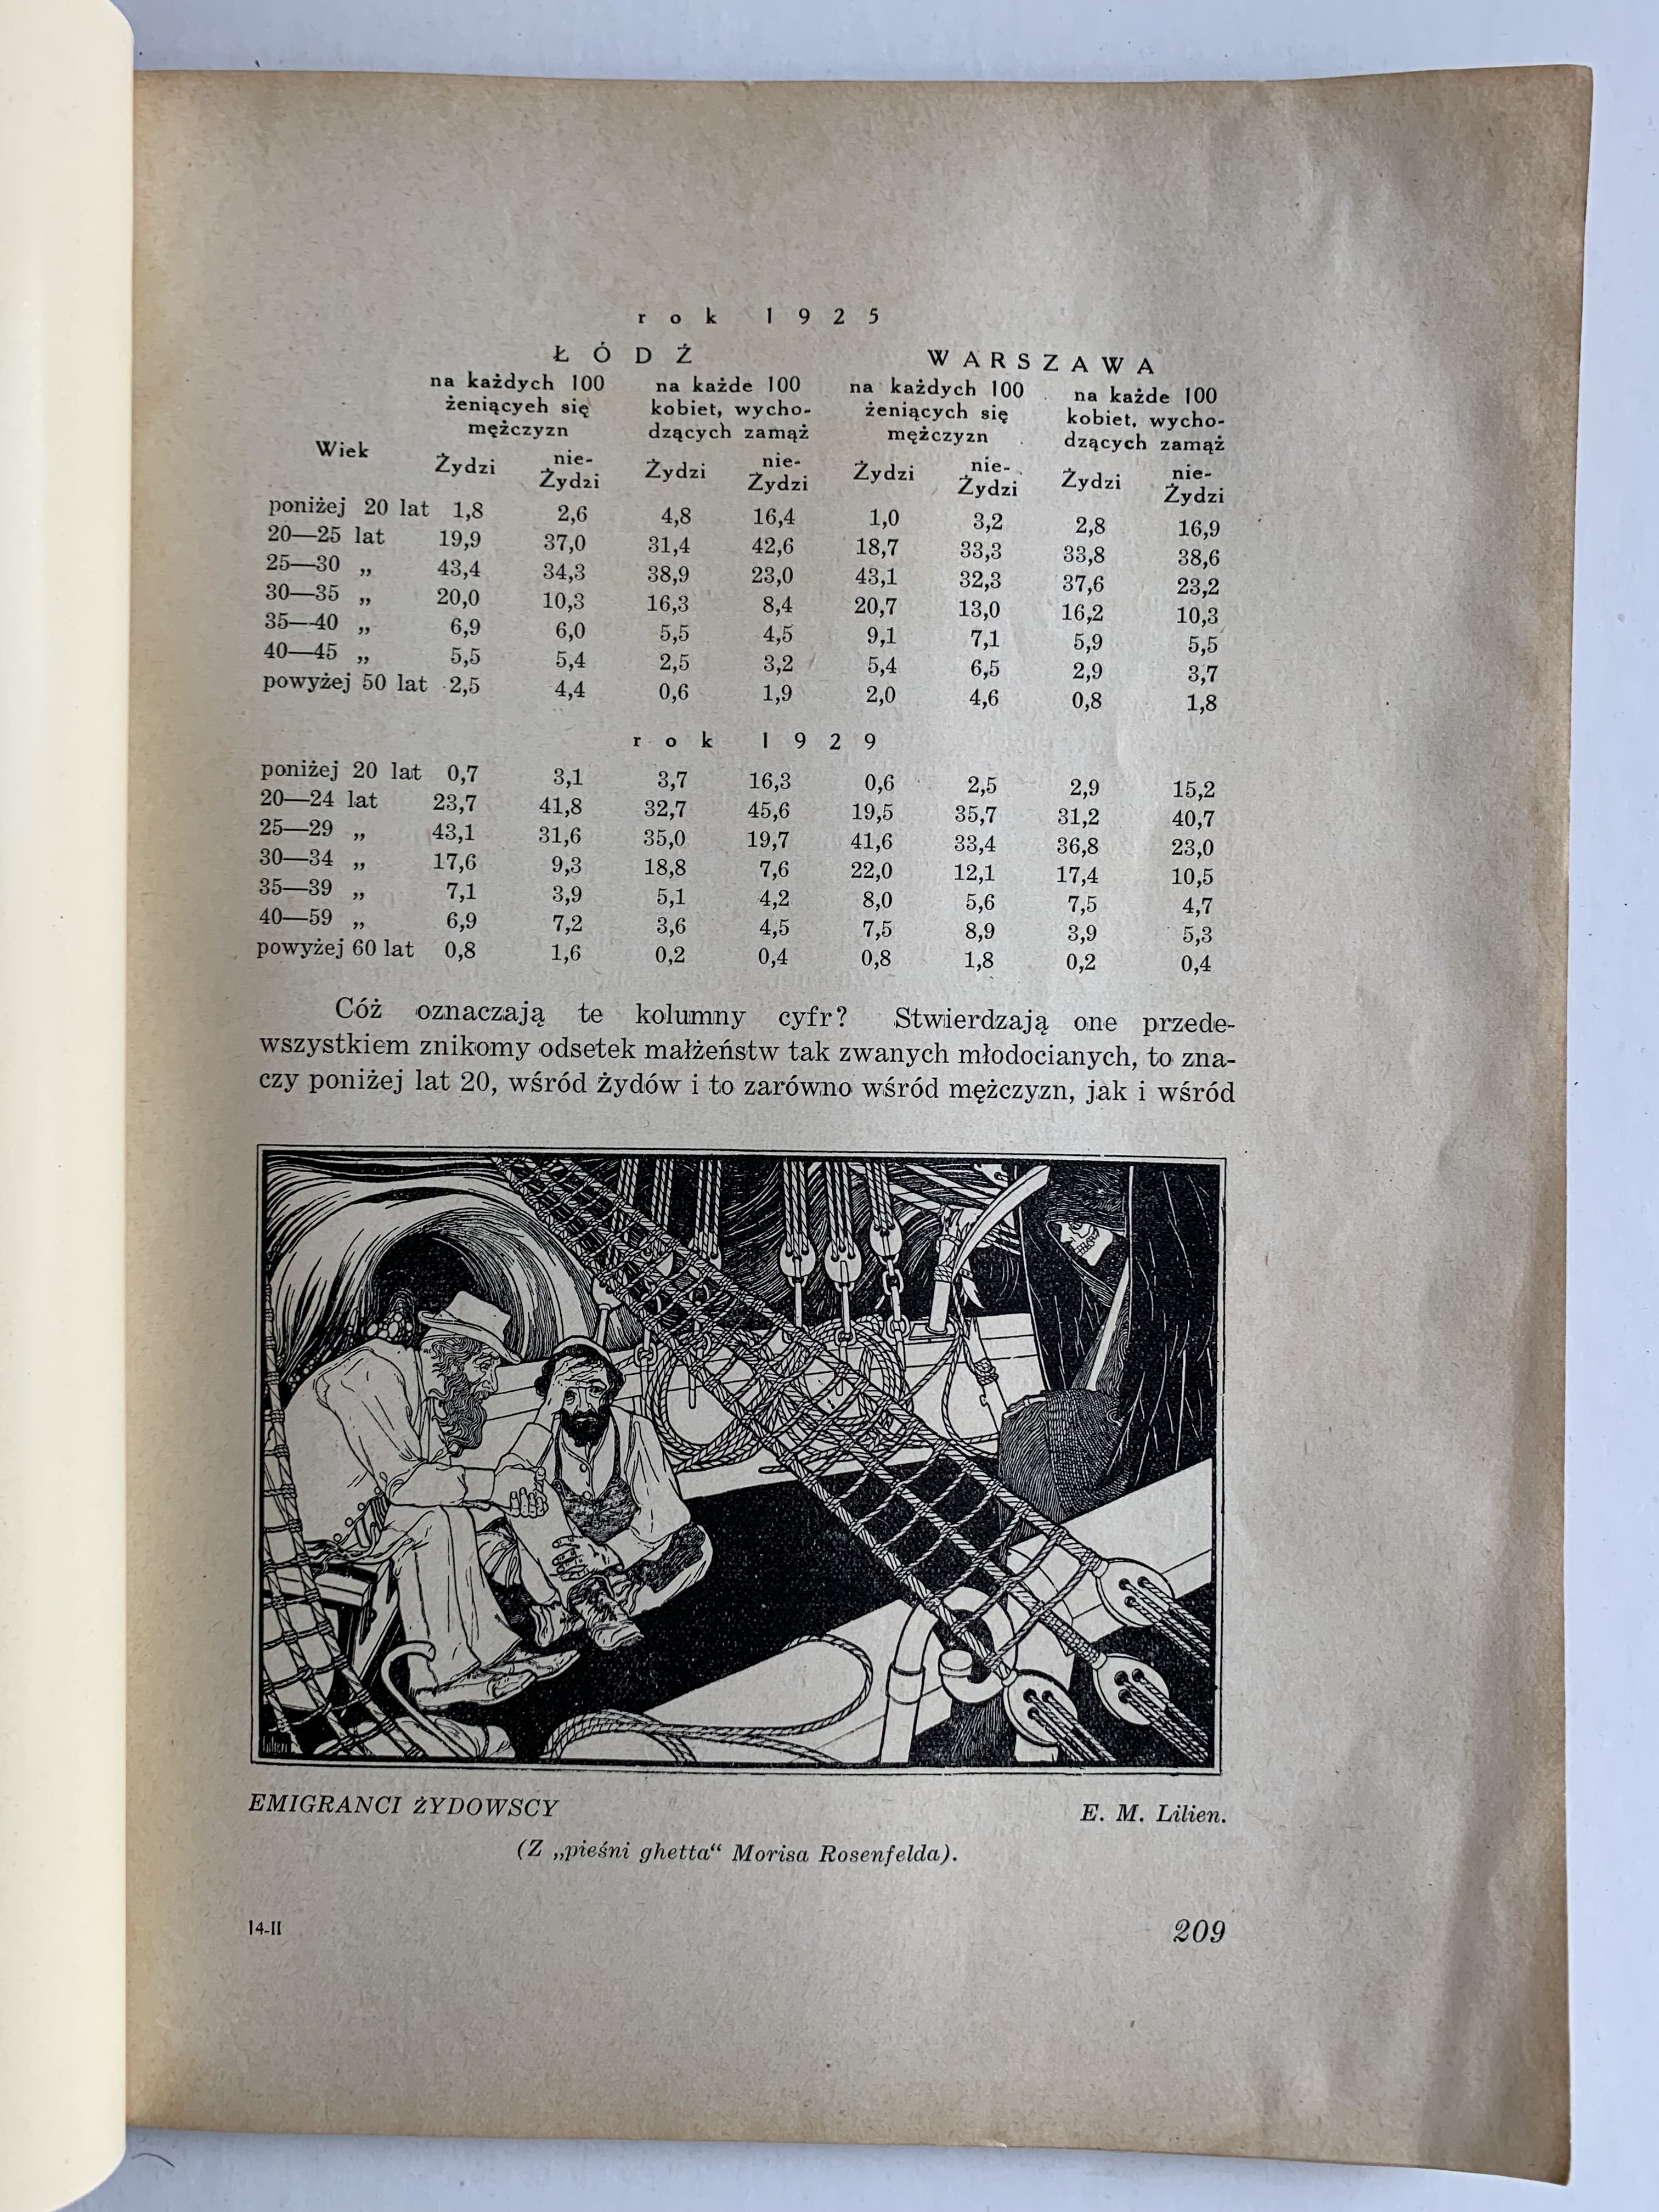 rok 1925
ŁÓDŹ WARSZAWA
na każdych 100 na każde 100 na każdych 100 na każde 100
żeniąceyh się kobiet, wycho- żeniących się kobiet, wycho-
mężczyzn dzących zamąż mężczyzn dzących zamąż
Wiek Żydzi nie-Żydzi Żydzi nie-Żydzi Żydzi nie-Żydzi Żydzi nie-Żydzi
poniżej 20 lat 1,8 2,6 4,8 16,4 1,0 3,2 2,8 16,9
20—25 lat 19,9 37,0 31,4 42,6 18,7 33,3 33,8 38,6
25—30 „ 43,4 34,3 38,9 23,0 43,1 32,3 37,6 23,2
30—35 „ 20,0 10,3 16,3 8,4 20,7 13,0 16,2 10,3
35—40 „ 6,9 6,0 5,5 4,5 9,1 7,1 5,9 5,5
40—45 „ 5,5 5,4 2,5 3,2 5,4 6,5 2,9 3,7
powyżej 50 lat 2,5 4,4 0,6 1,9 2,0 4,6 0,8 1,8
rok 1929
poniżej 20 lat 0,7 3,1 3,7 16,3 0,6 2,5 2,9 15,2
20—24 lat 23,7 41,8 32,7 45,6 19,5 35,7 31,2 40,7
25—29 „ 43,1 31,6 35,0 19,7 41,6 33,4 36,8 23,0
30—34 „ 17,6 9,3 18,8 7,6 22,0 12,1 17,4 10,5
35—39 „ 7,1 3,9 5,1 4,2 8,0 5,6 7,5 4,7
40—59 „ 6,9 7,2 3,6 4,5 7,5 8,9 3,9 5,3
powyżej 60 lat 0,8 1,6 0,2 0,4 0,8 1,8 0,2 0,4
Cóż oznaczają te kolumny cyfr? Stwierdzają one przede-
wszystkiem znikomy odsetek małżeństw tak zwanych młodocianych, to zna-
czy poniżej lat 20, wśród Żydów i to zarówno wśród mężczyzn, jak i wśród
lilien
EMIGRANCI ŻYDOWSCY E. M. Lilien.
(Z „pieśni ghetta“ Morisa Rosenfelda).
14-II 209